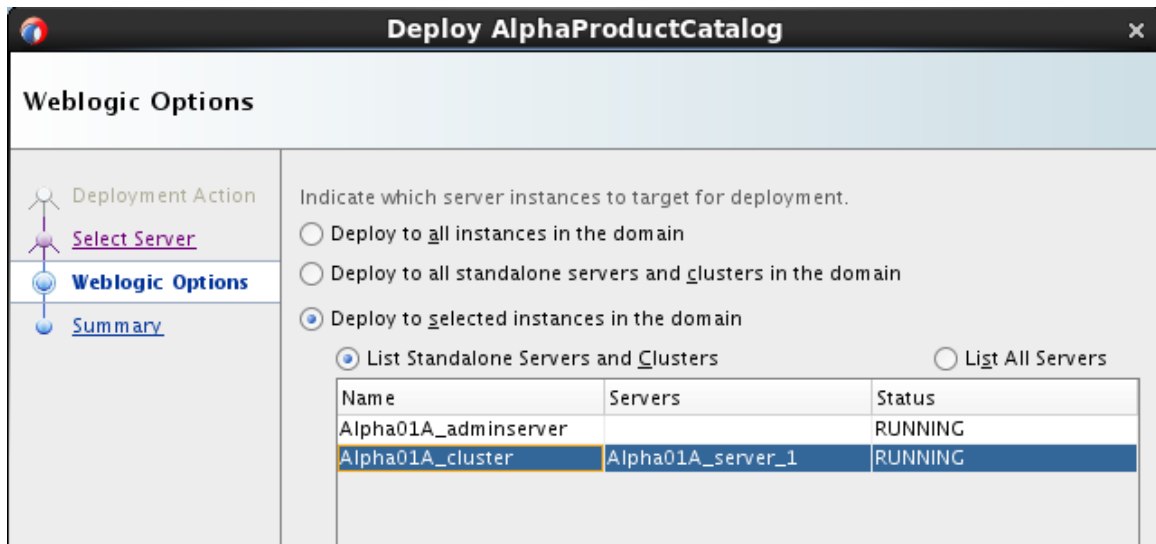 Deploy AlphaProductCatalog
Weblogic Options
Deployment Action
Select Server
Weblogic Options
Summary
Indicate which server instances to target for deployment.
Deploy to all instances in the domain
Deploy to all standalone servers and clusters in the domain
Deploy to selected instances in the domain
List Standalone Servers and Clusters List All Servers
Name Servers Status
Alpha01A_adminserver RUNNING
Alpha01A_cluster Alpha01A_server_1 RUNNING